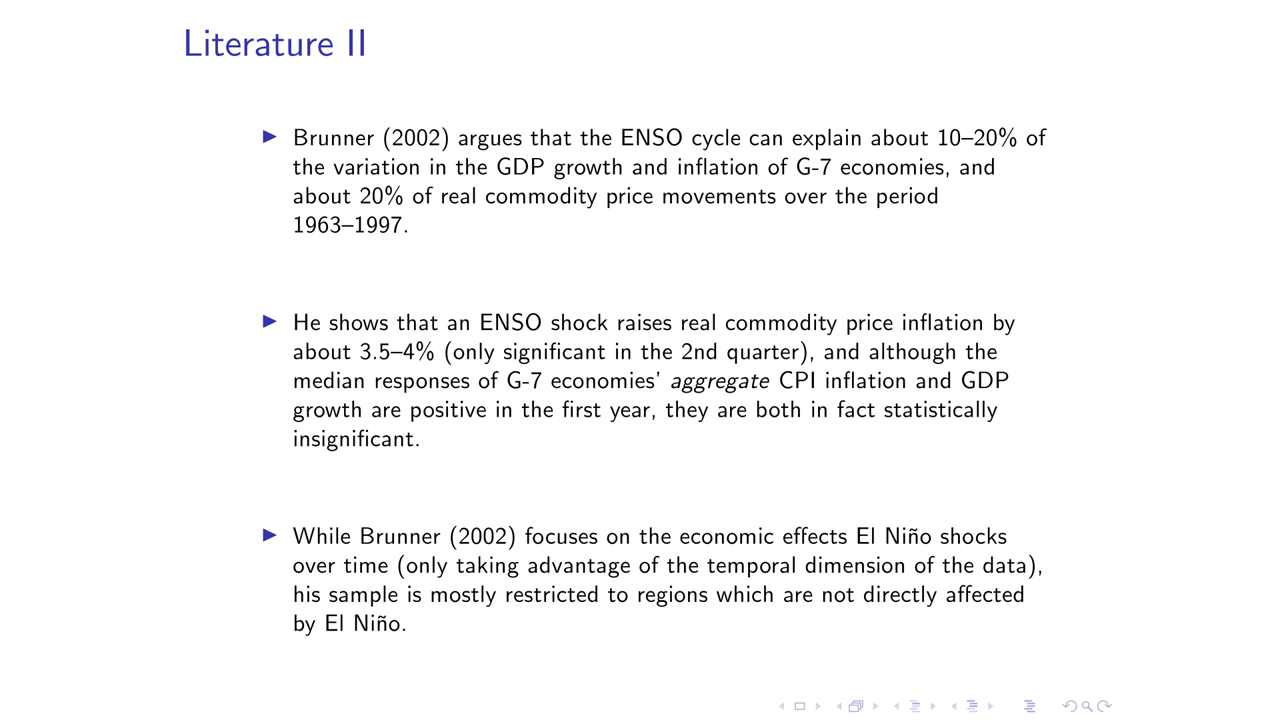 Literature II
Brunner (2002) argues that the ENSO cycle can explain about 10–20% of
the variation in the GDP growth and inflation of G-7 economies, and
about 20% of real commodity price movements over the period
1963–1997.
He shows that an ENSO shock raises real commodity price inflation by
about 3.5–4% (only significant in the 2nd quarter), and although the
median responses of G-7 economies' aggregate CPI inflation and GDP
growth are positive in the first year, they are both in fact statistically
insignificant.
While Brunner (2002) focuses on the economic effects El Niño shocks
over time (only taking advantage of the temporal dimension of the data),
his sample is mostly restricted to regions which are not directly affected
by El Niño.